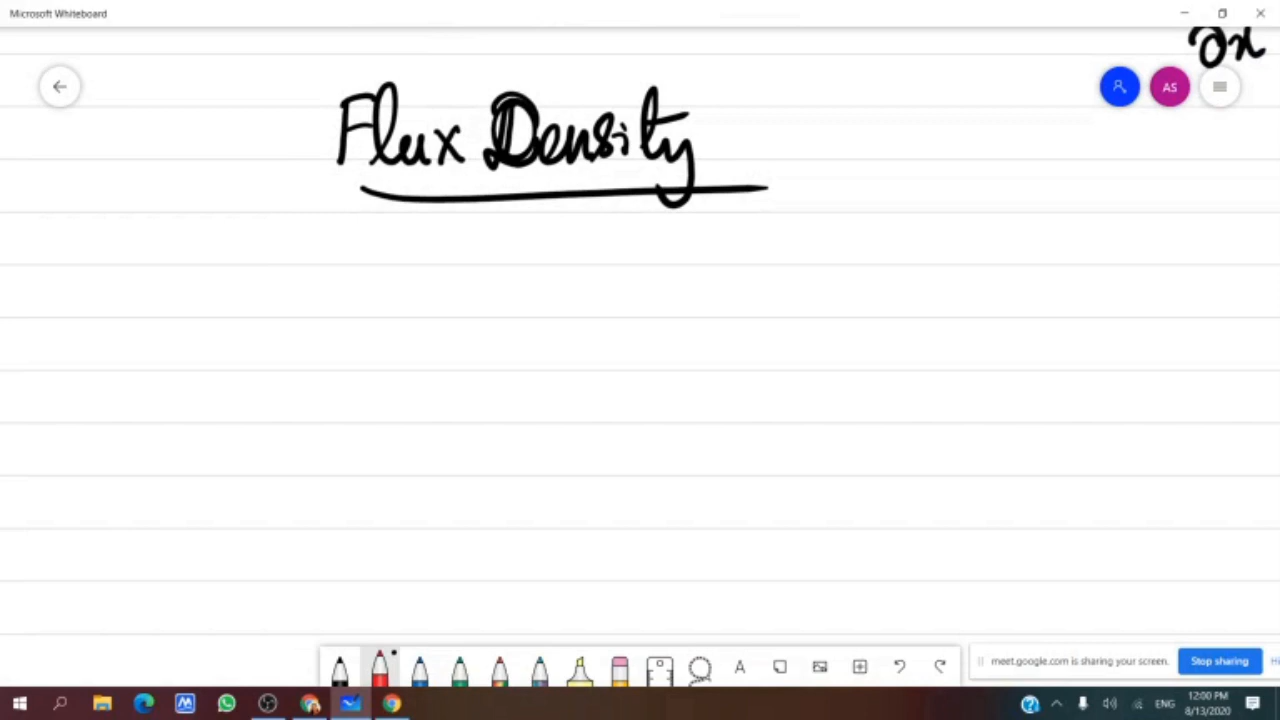 Microsoft Whiteboard
∂x
AS
Flux Density
A
meet.google.com is sharing your screen.
Stop sharing
Hi
12:00 PM
ENG
8/13/2020